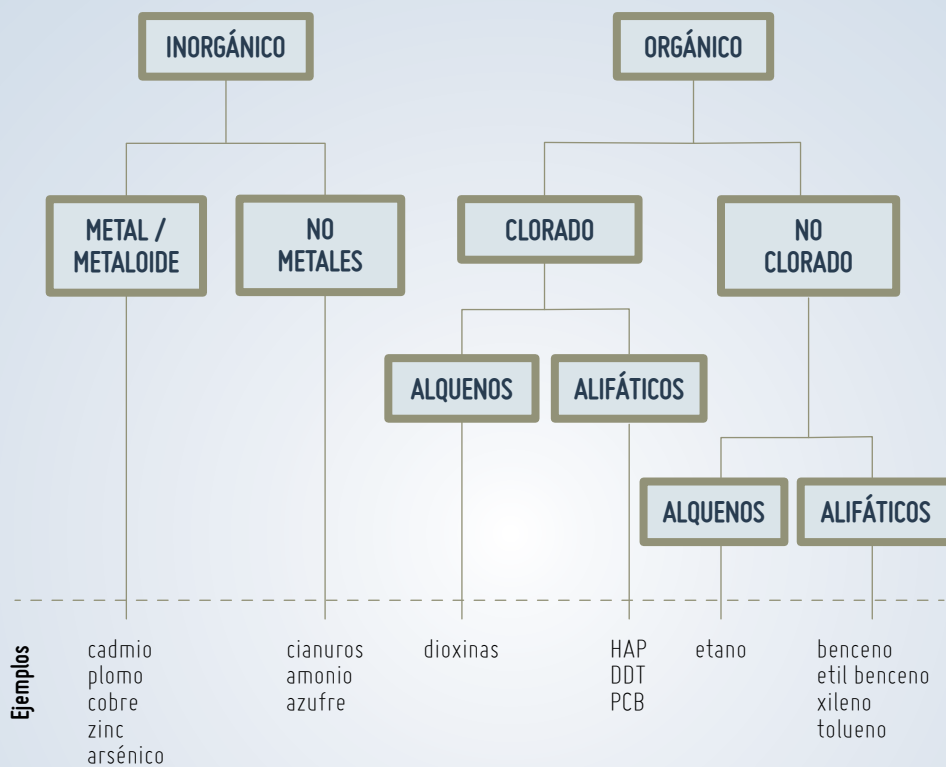 INORGÁNICO
ORGÁNICO
METAL /
METALOIDE
NO
METALES
CLORADO
NO
CLORADO
ALQUENOS
ALIFÁTICOS
ALQUENOS
ALIFÁTICOS
Ejemplos
cadmio
plomo
cobre
zinc
arsénico
cianuros
amonio
azufre
dioxinas
HAP
DDT
PCB
etano
benceno
etil benceno
xileno
tolueno